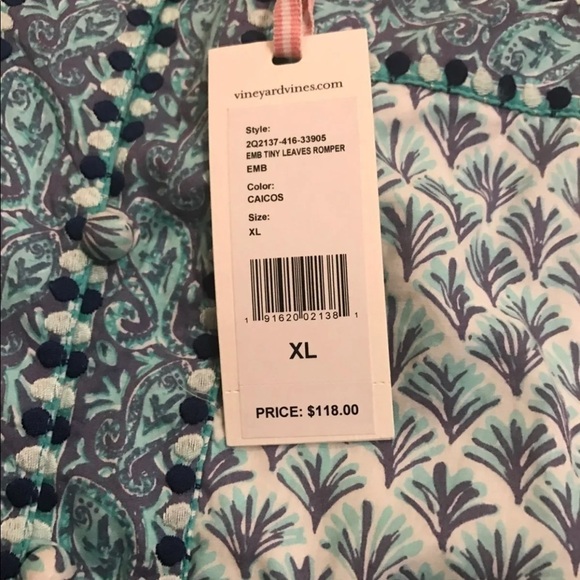 vineyardvines.com
Style:
2Q2137-416-33905
EMB TINY LEAVES ROMPER
EMB
Color:
CAICOS
Size:
XL
1 91620 02138 1
XL
PRICE: $118.00